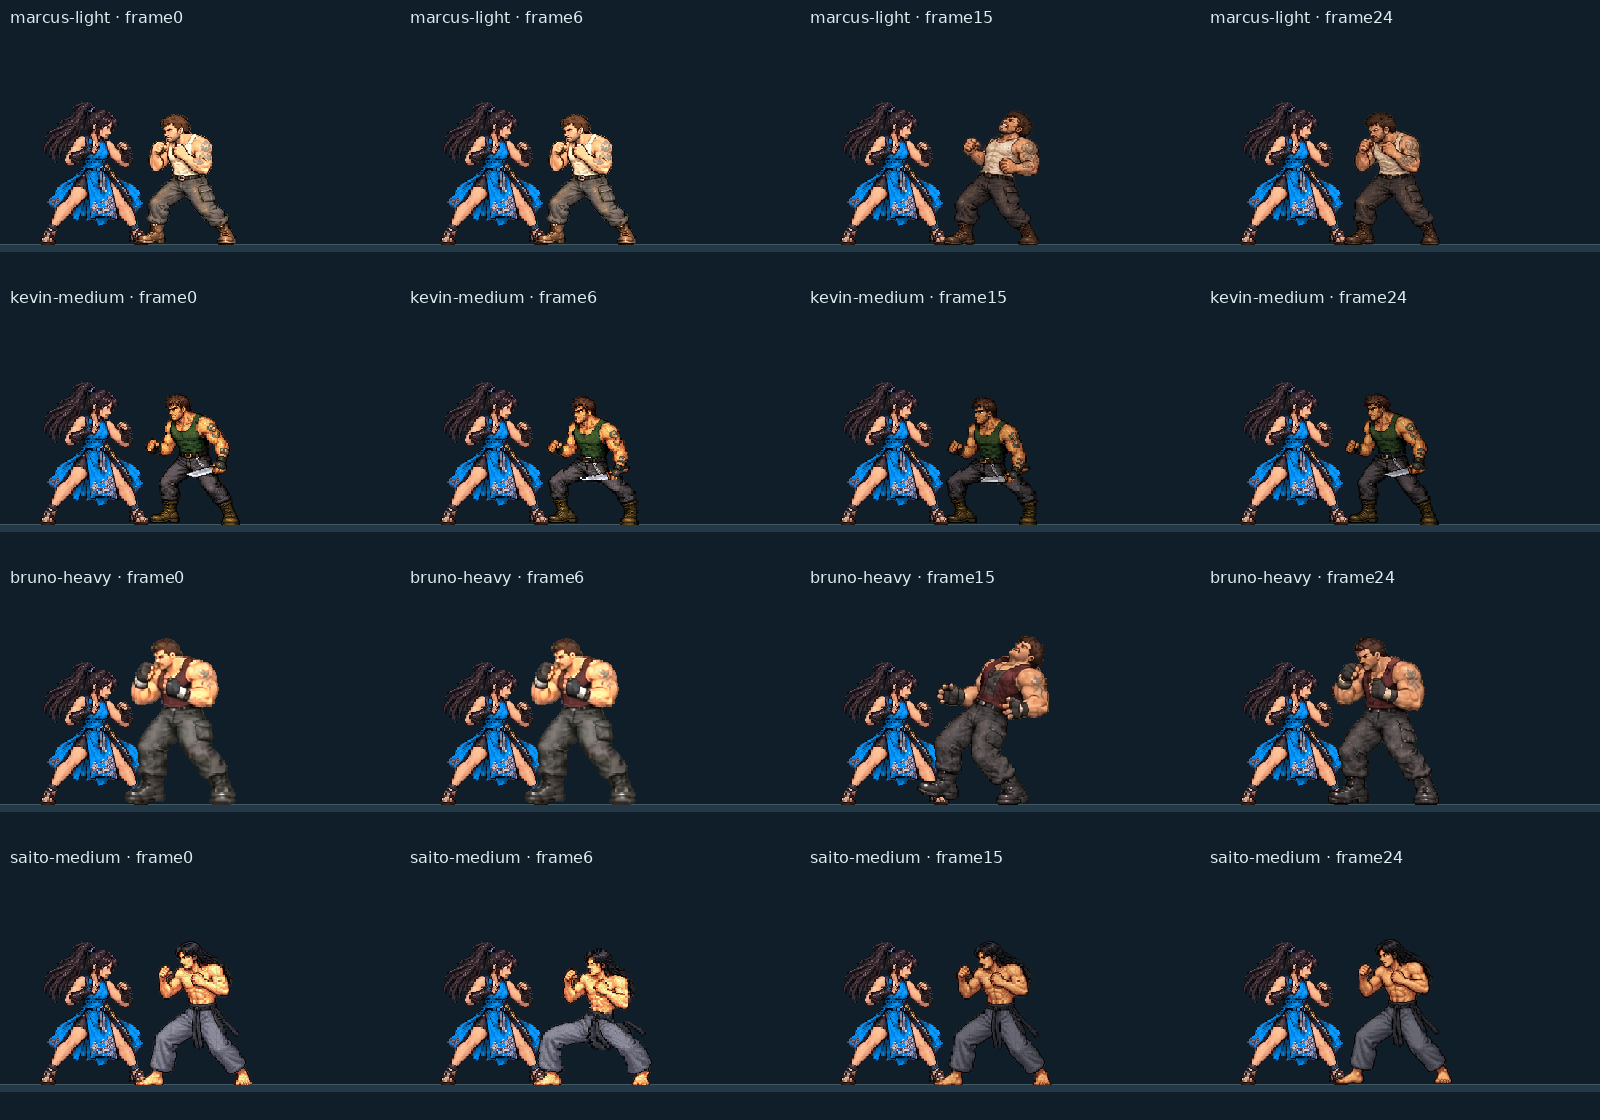 marcus-light · frame0
marcus-light · frame6
marcus-light · frame15
marcus-light · frame24
kevin-medium · frame0
kevin-medium · frame6
kevin-medium · frame15
kevin-medium · frame24
bruno-heavy · frame0
bruno-heavy · frame6
bruno-heavy · frame15
bruno-heavy · frame24
saito-medium · frame0
saito-medium · frame6
saito-medium · frame15
saito-medium · frame24